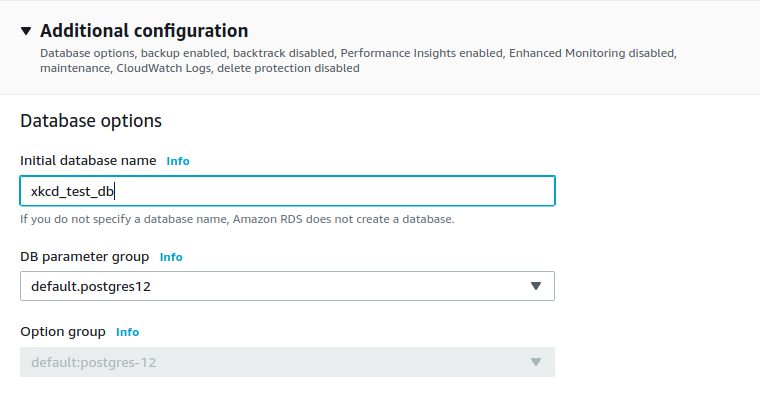 Additional configuration
Database options, backup enabled, backtrack disabled, Performance Insights enabled, Enhanced Monitoring disabled,
maintenance, CloudWatch Logs, delete protection disabled
Database options
Initial database name Info
xkcd_test_db
If you do not specify a database name, Amazon RDS does not create a database.
DB parameter group Info
default.postgres12
Option group Info
default:postgres-12